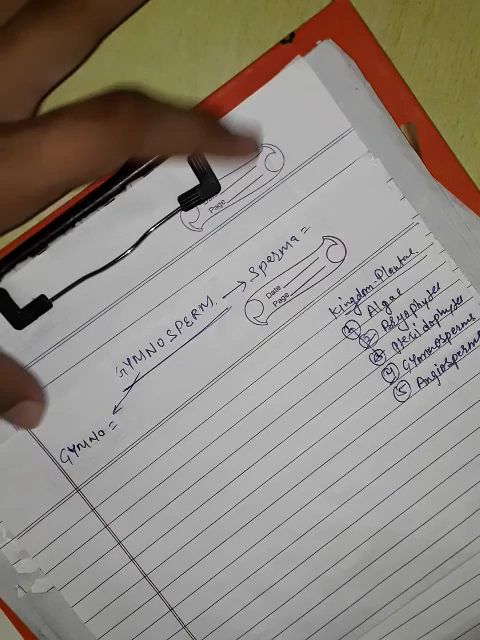 Date
Page
Date
Page
GYMNOSPERM → Sperma =
GYMNO =
Kingdom Plantae
① Algae
② Bryophytes
③ Pteridophytes
④ Gymnosperms
⑤ Angiosperms